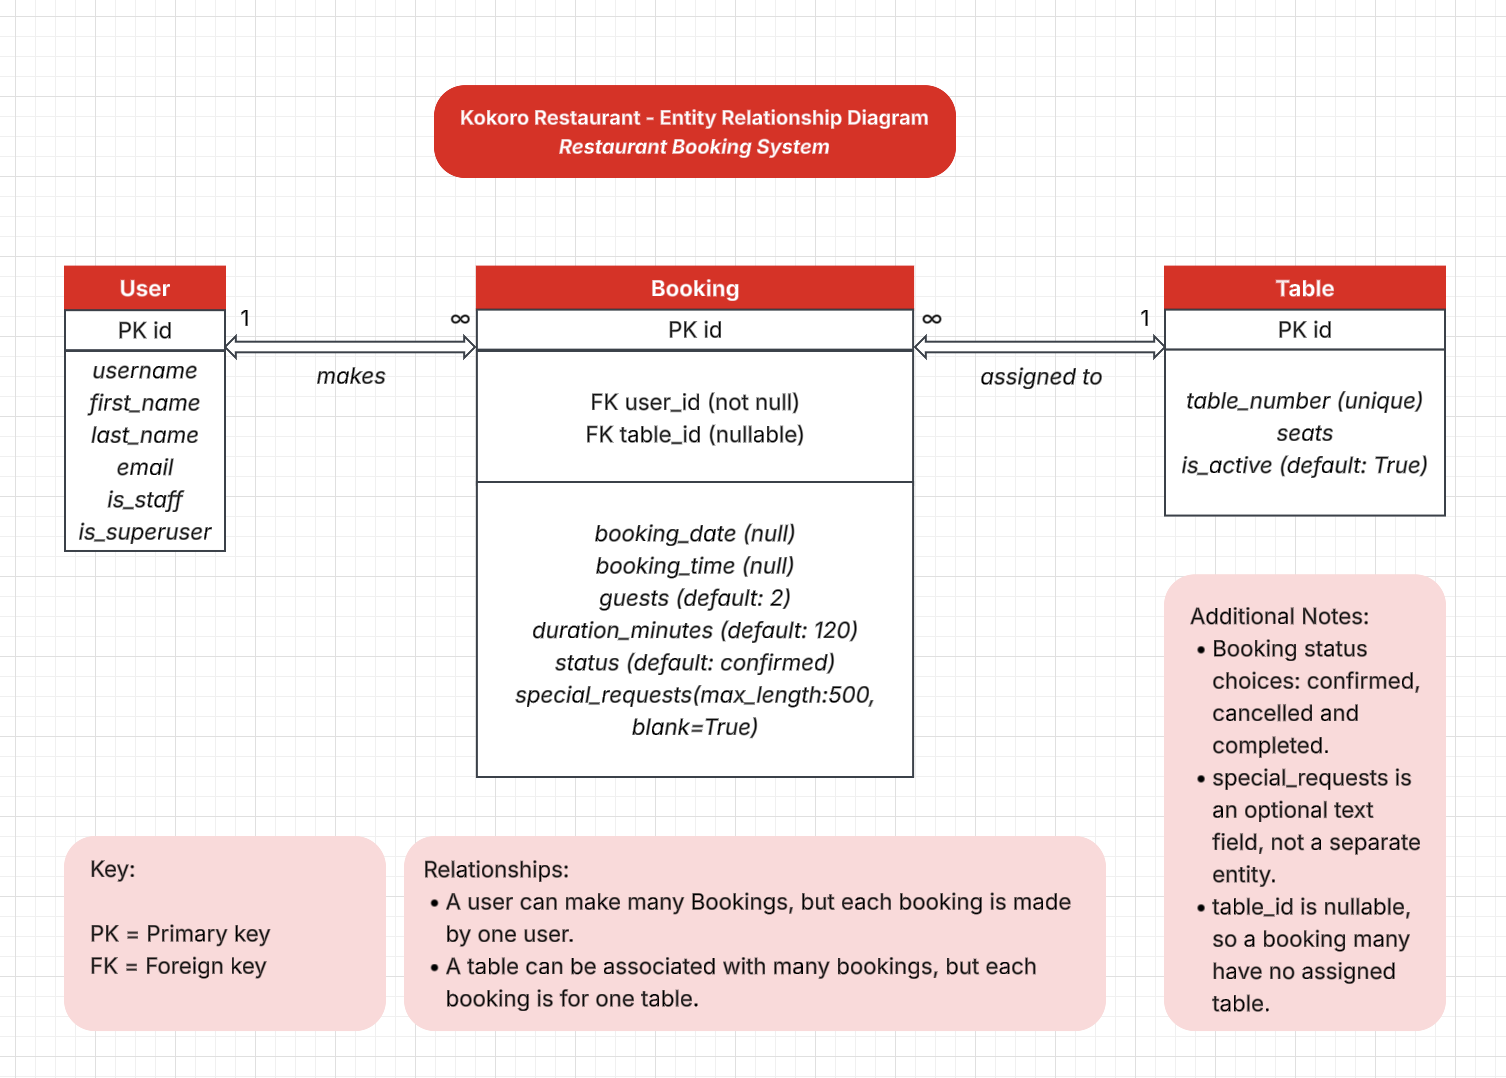 Kokoro Restaurant - Entity Relationship Diagram
Restaurant Booking System
User
PK id
username
first_name
last_name
email
is_staff
is_superuser
1
∞
makes
Booking
PK id
FK user_id (not null)
FK table_id (nullable)
booking_date (null)
booking_time (null)
guests (default: 2)
duration_minutes (default: 120)
status (default: confirmed)
special_requests(max_length:500,
blank=True)
∞
1
assigned to
Table
PK id
table_number (unique)
seats
is_active (default: True)
Key:
PK = Primary key
FK = Foreign key
Relationships:
• A user can make many Bookings, but each booking is made
by one user.
• A table can be associated with many bookings, but each
booking is for one table.
Additional Notes:
• Booking status
choices: confirmed,
cancelled and
completed.
• special_requests is
an optional text
field, not a separate
entity.
• table_id is nullable,
so a booking many
have no assigned
table.